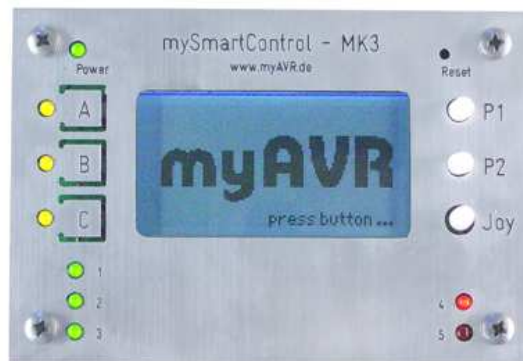 mySmartControl - MK3
www.myAVR.de
Power
Reset
A
P1
B
P2
C
Joy
myAVR
press button ...
1
2
3
4
5